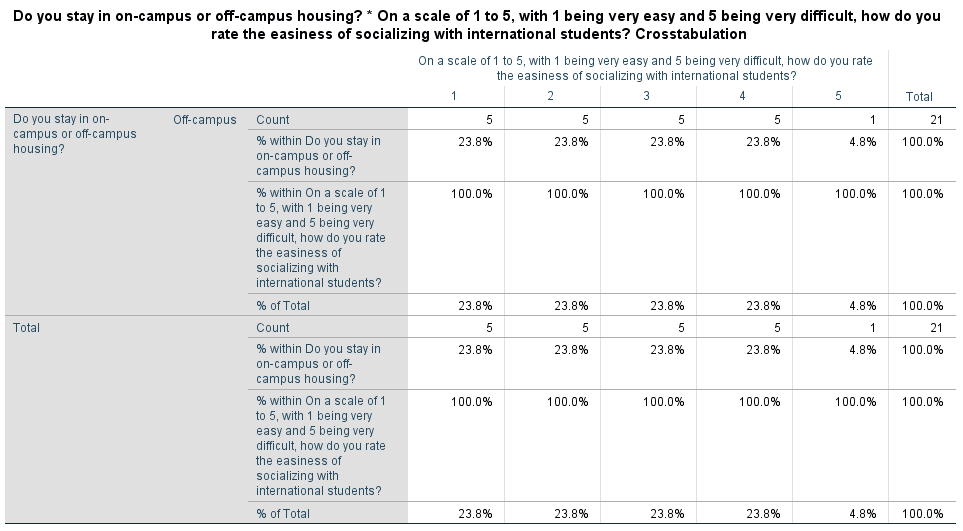 Do you stay in on-campus or off-campus housing? * On a scale of 1 to 5, with 1 being very easy and 5 being very difficult, how do you
rate the easiness of socializing with international students? Crosstabulation
On a scale of 1 to 5, with 1 being very easy and 5 being very difficult, how do you rate
the easiness of socializing with international students?
1 2 3 4 5 Total
Do you stay in on- Off-campus Count 5 5 5 5 1 21
campus or off-campus
housing?
% within Do you stay in 23.8% 23.8% 23.8% 23.8% 4.8% 100.0%
on-campus or off-
campus housing?
% within On a scale of 1 100.0% 100.0% 100.0% 100.0% 100.0% 100.0%
to 5, with 1 being very
easy and 5 being very
difficult, how do you rate
the easiness of
socializing with
international students?
% of Total 23.8% 23.8% 23.8% 23.8% 4.8% 100.0%
Total Count 5 5 5 5 1 21
% within Do you stay in 23.8% 23.8% 23.8% 23.8% 4.8% 100.0%
on-campus or off-
campus housing?
% within On a scale of 1 100.0% 100.0% 100.0% 100.0% 100.0% 100.0%
to 5, with 1 being very
easy and 5 being very
difficult, how do you rate
the easiness of
socializing with
international students?
% of Total 23.8% 23.8% 23.8% 23.8% 4.8% 100.0%